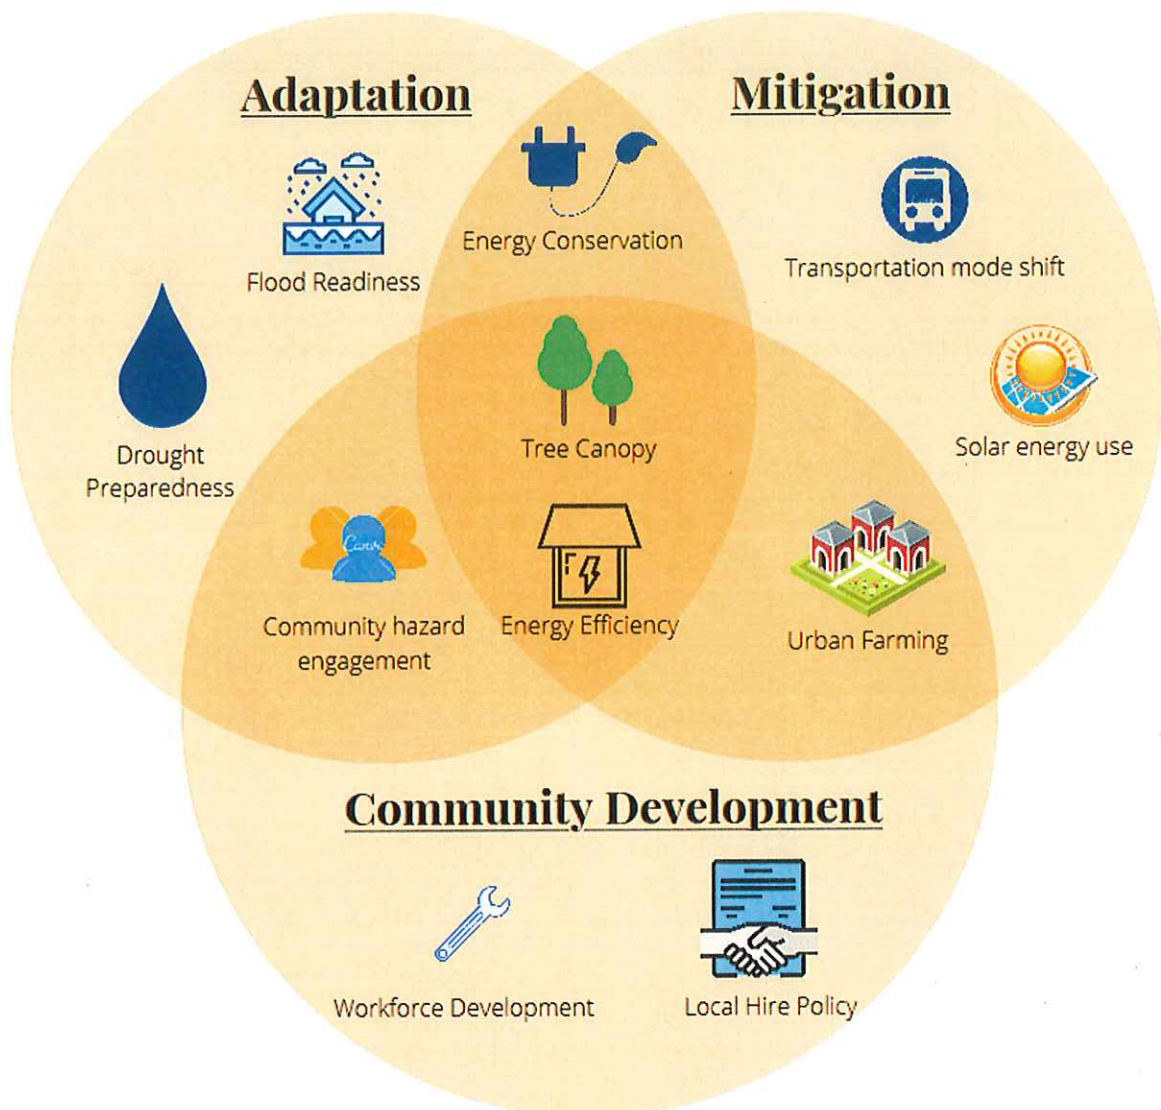 Adaptation
Mitigation
Energy Conservation
Flood Readiness
Transportation mode shift
Drought
Preparedness
Tree Canopy
Solar energy use
Canva
Community hazard
engagement
Energy Efficiency
Urban Farming
Community Development
Workforce Development
Local Hire Policy